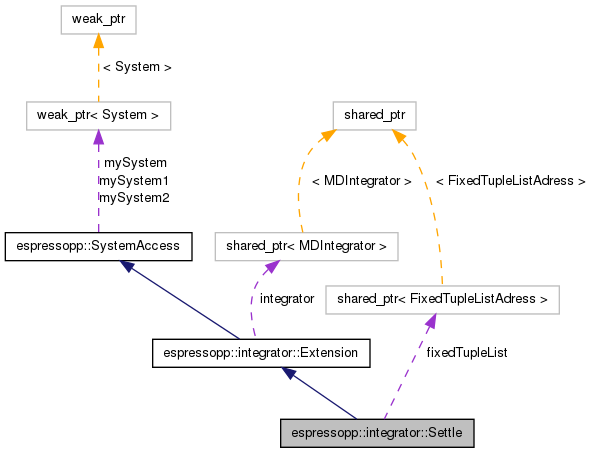 weak_ptr
< System >
weak_ptr< System >
shared_ptr
mySystem
mySystem1
mySystem2
< MDIntegrator >
< FixedTupleListAdress >
espressopp::SystemAccess
shared_ptr< MDIntegrator >
integrator
shared_ptr< FixedTupleListAdress >
espressopp::integrator::Extension
fixedTupleList
espressopp::integrator::Settle